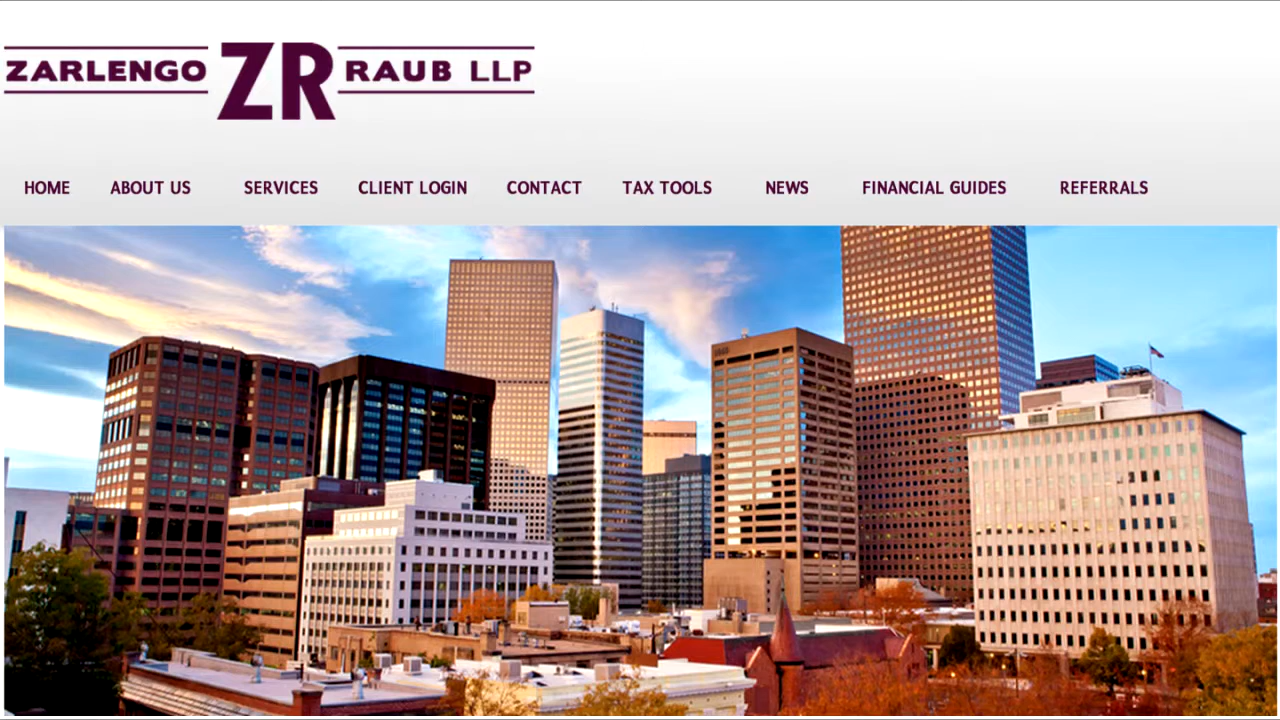 ZARLENGO ZR RAUB LLP
HOME ABOUT US SERVICES CLIENT LOGIN CONTACT TAX TOOLS NEWS FINANCIAL GUIDES REFERRALS